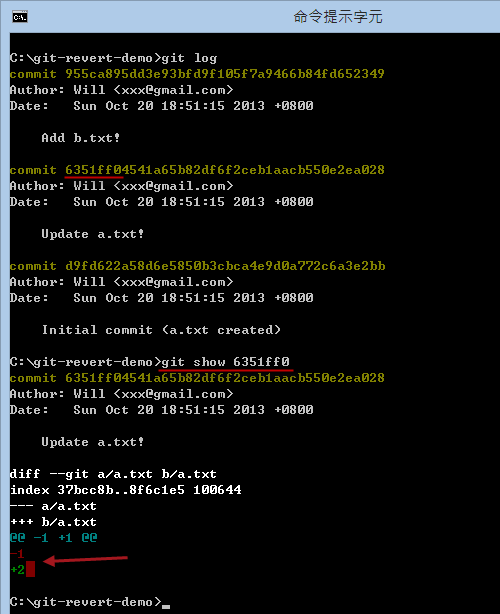 命令提示字元
C:\git-revert-demo>git log
commit 955ca895dd3e93bfd9f105f7a9466b84fd652349
Author: Will <xxx@gmail.com>
Date:   Sun Oct 20 18:51:15 2013 +0800
Add b.txt!
commit 6351ff04541a65b82df6f2ceb1aacb550e2ea028
Author: Will <xxx@gmail.com>
Date:   Sun Oct 20 18:51:15 2013 +0800
Update a.txt!
commit d9fd622a58d6e5850b3cbca4e9d0a772c6a3e2bb
Author: Will <xxx@gmail.com>
Date:   Sun Oct 20 18:51:15 2013 +0800
Initial commit (a.txt created)
C:\git-revert-demo>git show 6351ff0
commit 6351ff04541a65b82df6f2ceb1aacb550e2ea028
Author: Will <xxx@gmail.com>
Date:   Sun Oct 20 18:51:15 2013 +0800
Update a.txt!
diff --git a/a.txt b/a.txt
index 37bcc8b..8f6c1e5 100644
--- a/a.txt
+++ b/a.txt
@@ -1 +1 @@
-1
+2
C:\git-revert-demo>_